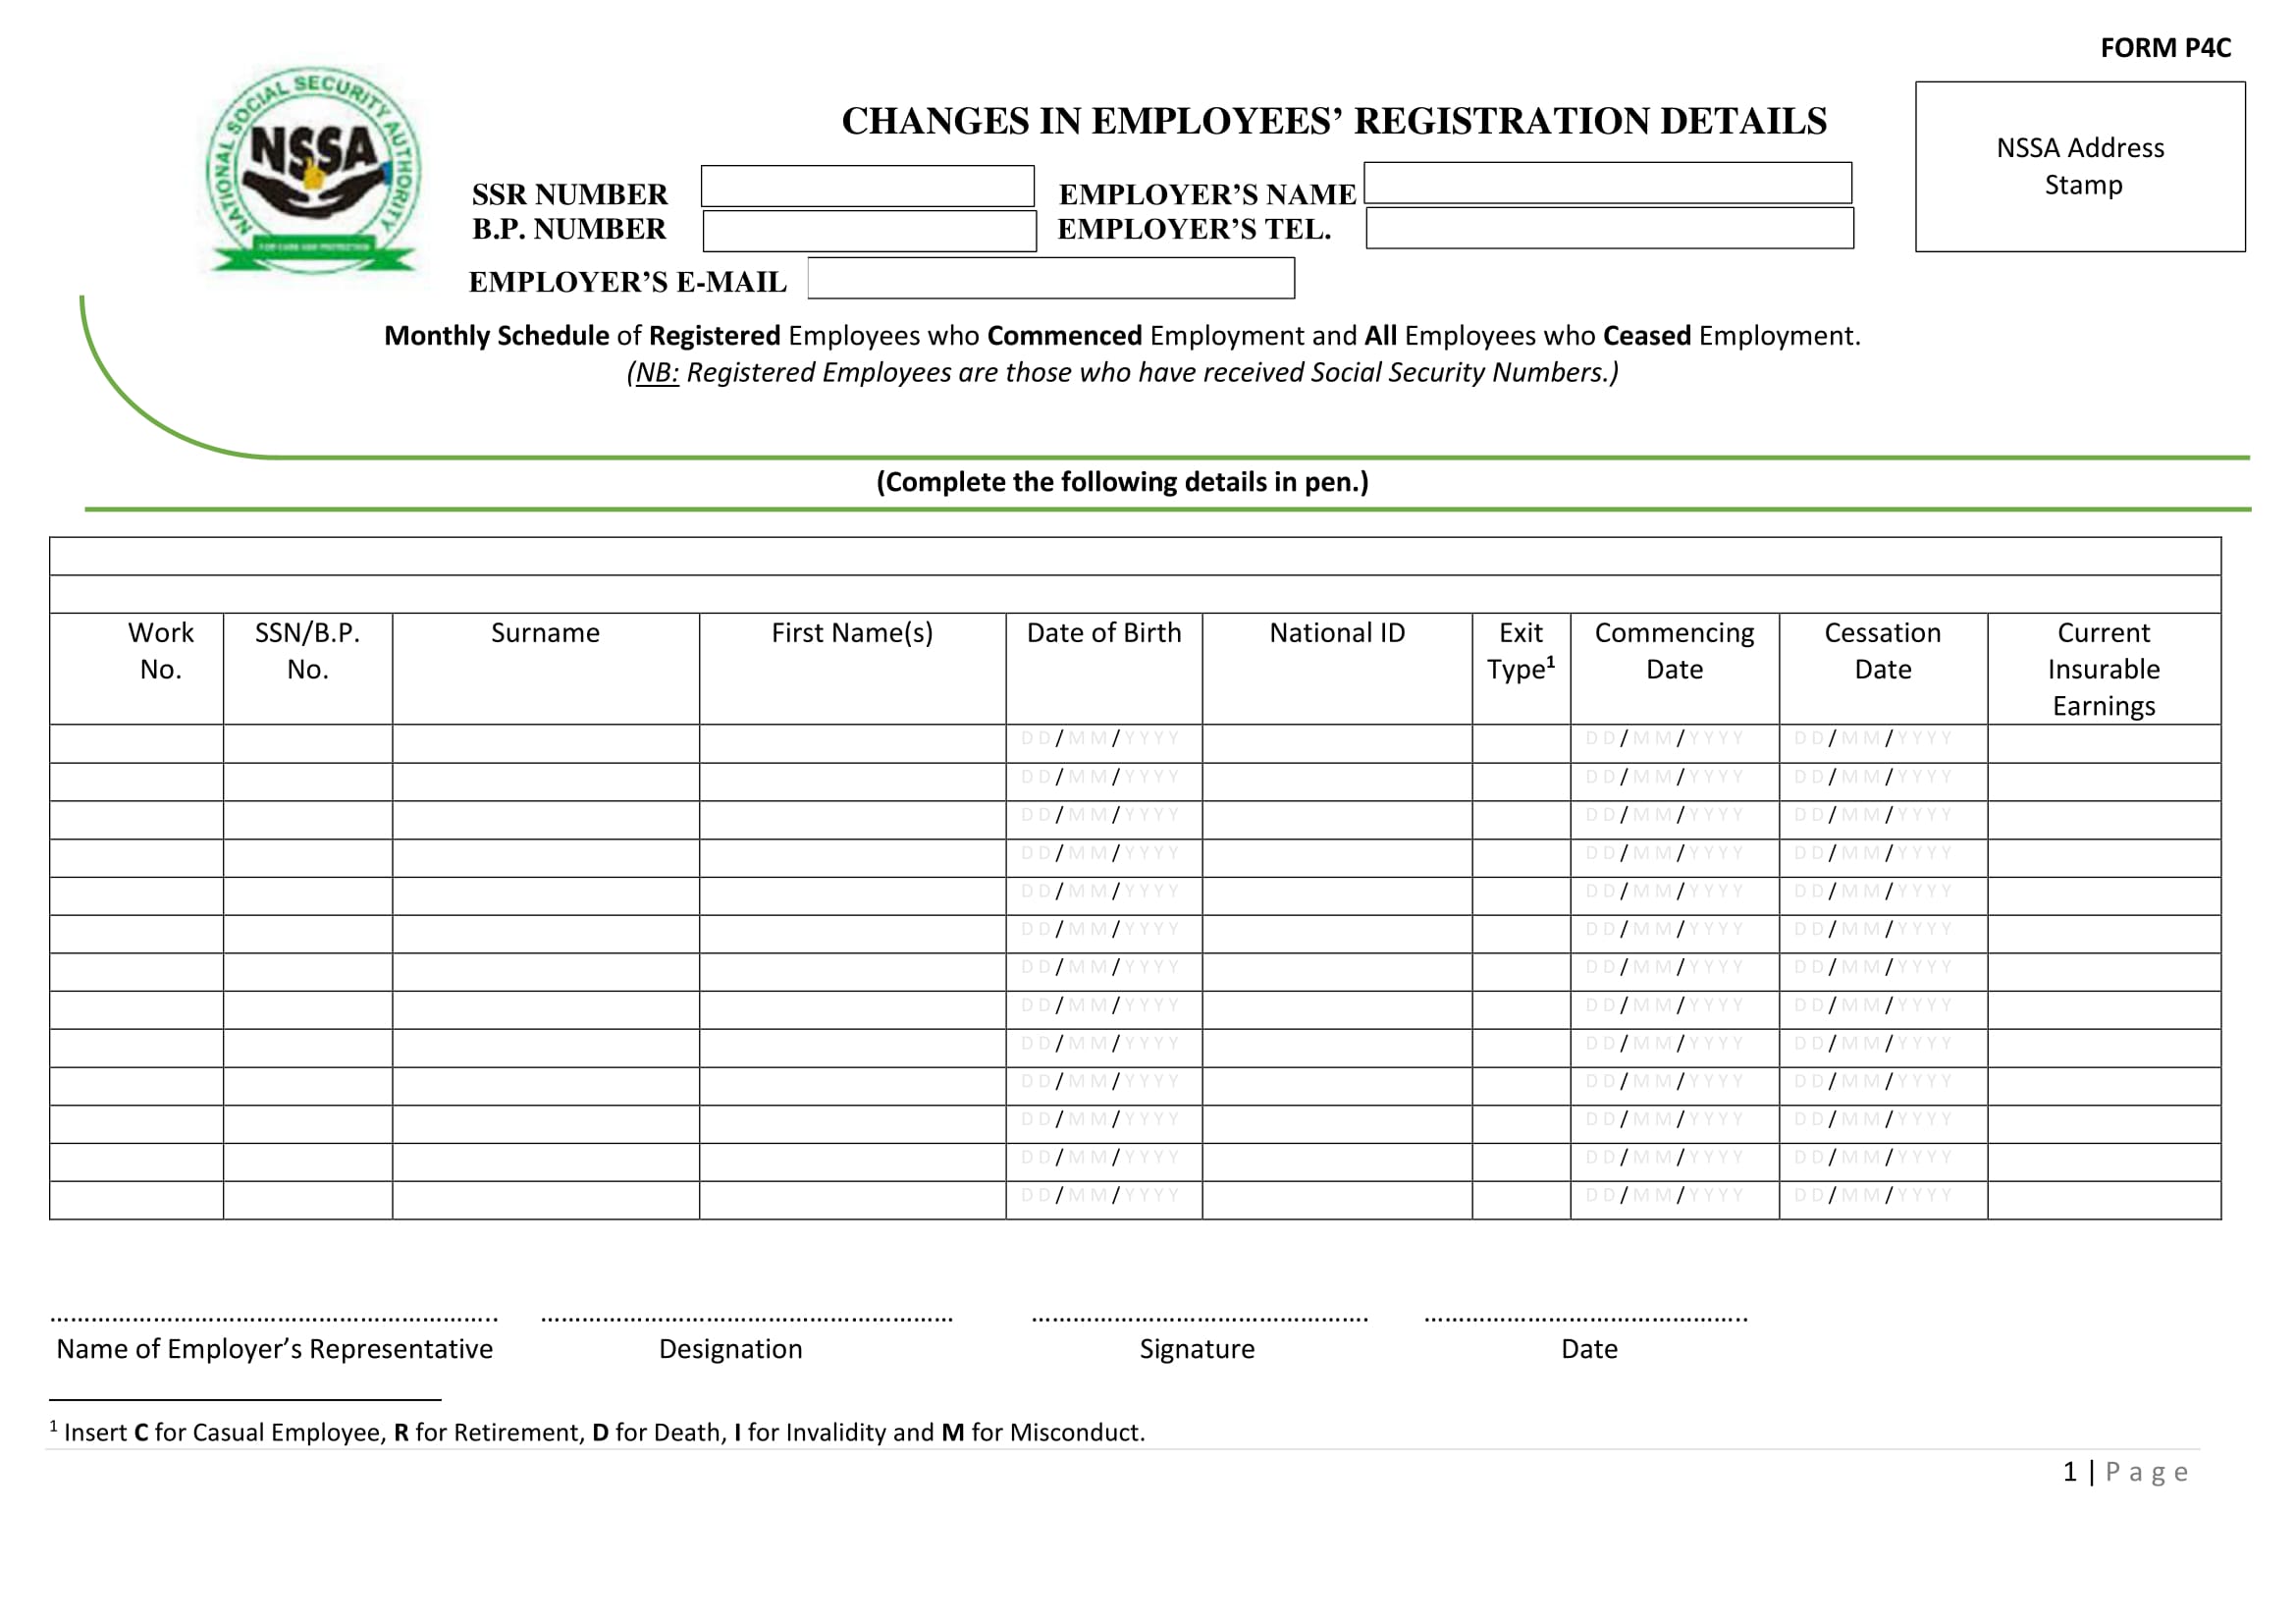 FORM P4C
NATIONAL SOCIAL SECURITY AUTHORITY
NSSA
FOR CARE AND PROTECTION
CHANGES IN EMPLOYEES’ REGISTRATION DETAILS
NSSA Address
Stamp
SSR NUMBER EMPLOYER’S NAME
B.P. NUMBER EMPLOYER’S TEL.
EMPLOYER’S E-MAIL
Monthly Schedule of Registered Employees who Commenced Employment and All Employees who Ceased Employment.
(NB: Registered Employees are those who have received Social Security Numbers.)
(Complete the following details in pen.)
Work No. SSN/B.P. No. Surname First Name(s) Date of Birth National ID Exit Type¹ Commencing Date Cessation Date Current Insurable Earnings
DD/MM/YYYY DD/MM/YYYY DD/MM/YYYY
DD/MM/YYYY DD/MM/YYYY DD/MM/YYYY
DD/MM/YYYY DD/MM/YYYY DD/MM/YYYY
DD/MM/YYYY DD/MM/YYYY DD/MM/YYYY
DD/MM/YYYY DD/MM/YYYY DD/MM/YYYY
DD/MM/YYYY DD/MM/YYYY DD/MM/YYYY
DD/MM/YYYY DD/MM/YYYY DD/MM/YYYY
DD/MM/YYYY DD/MM/YYYY DD/MM/YYYY
DD/MM/YYYY DD/MM/YYYY DD/MM/YYYY
DD/MM/YYYY DD/MM/YYYY DD/MM/YYYY
DD/MM/YYYY DD/MM/YYYY DD/MM/YYYY
DD/MM/YYYY DD/MM/YYYY DD/MM/YYYY
DD/MM/YYYY DD/MM/YYYY DD/MM/YYYY
Name of Employer’s Representative Designation Signature Date
¹ Insert C for Casual Employee, R for Retirement, D for Death, I for Invalidity and M for Misconduct.
1 | Page